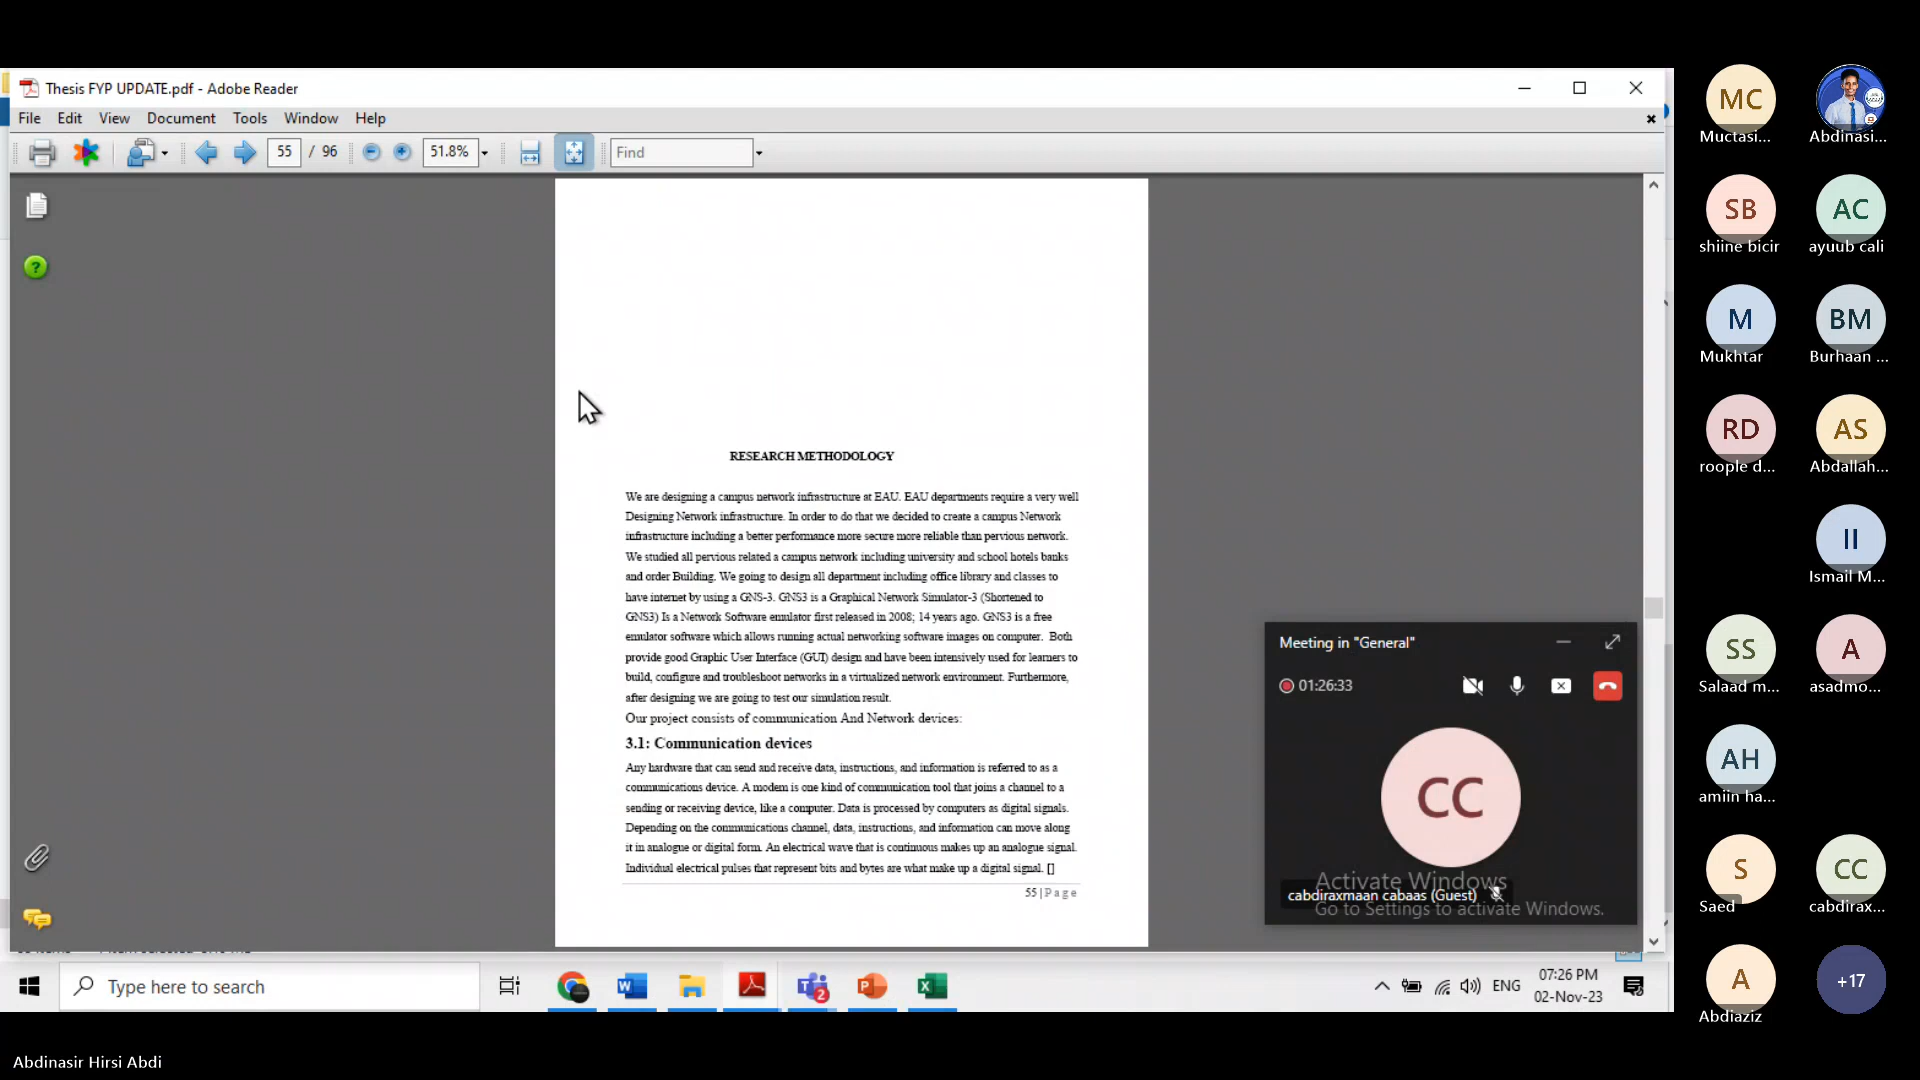 Thesis FYP UPDATE.pdf - Adobe Reader
File Edit View Document Tools Window Help
55 / 96 51.8% Find
RESEARCH METHODOLOGY
We are designing a campus network infrastructure at EAU. EAU departments require a very well
Designing Network infrastructure. In order to do that we decided to create a campus Network
infrastructure including a better performance more secure more reliable than pervious network.
We studied all pervious related a campus network including university and school hotels banks
and order Building. We going to design all department including office library and classes to
have internet by using a GNS-3. GNS3 is a Graphical Network Simulator-3 (Shortened to
GNS3) Is a Network Software emulator first released in 2008; 14 years ago. GNS3 is a free
emulator software which allows running actual networking software images on computer. Both
provide good Graphic User Interface (GUI) design and have been intensively used for learners to
build, configure and troubleshoot networks in a virtualized network environment. Furthermore,
after designing we are going to test our simulation result.
Our project consists of communication And Network devices:
3.1: Communication devices
Any hardware that can send and receive data, instructions, and information is referred to as a
communications device. A modem is one kind of communication tool that joins a channel to a
sending or receiving device, like a computer. Data is processed by computers as digital signals.
Depending on the communications channel, data, instructions, and information can move along
it in analogue or digital form. An electrical wave that is continuous makes up an analogue signal.
Individual electrical pulses that represent bits and bytes are what make up a digital signal. []
55 | P a g e
Meeting in "General"
01:26:33
CC
Activate Windows
cabdiraxmaan cabaas (Guest)
Go to Settings to activate Windows.
Type here to search
2
ENG
07:26 PM
02-Nov-23
MC
Muctasi... Abdinasi...
SB AC
shiine bicir ayuub cali
M BM
Mukhtar Burhaan ...
RD AS
roople d... Abdallah...
II
Ismail M...
SS A
Salaad m... asadmo...
AH
amiin ha...
S CC
Saed cabdirax...
A +17
Abdiaziz
Abdinasir Hirsi Abdi